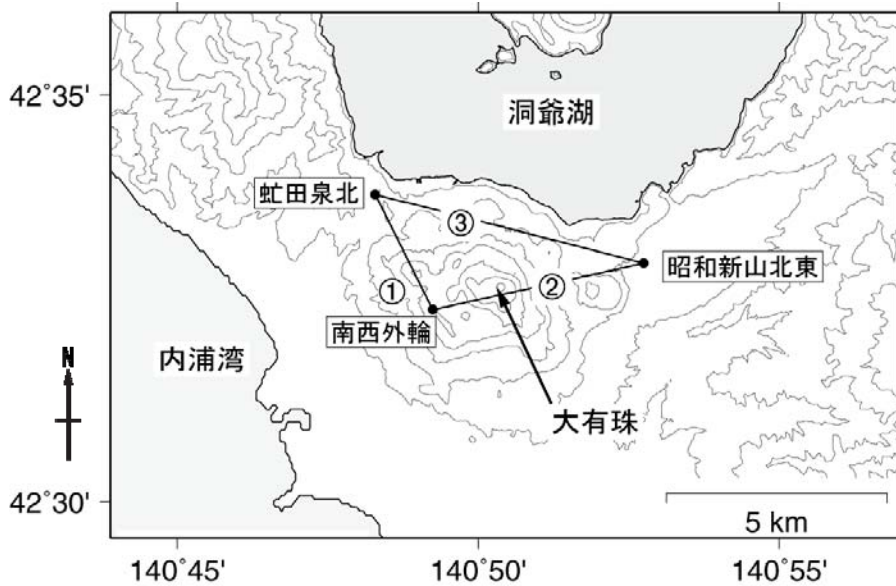 42°35'
洞爺湖
虻田泉北
③
昭和新山北東
①
②
南西外輪
内浦湾
N
大有珠
42°30'
5 km
140°45'
140°50'
140°55'